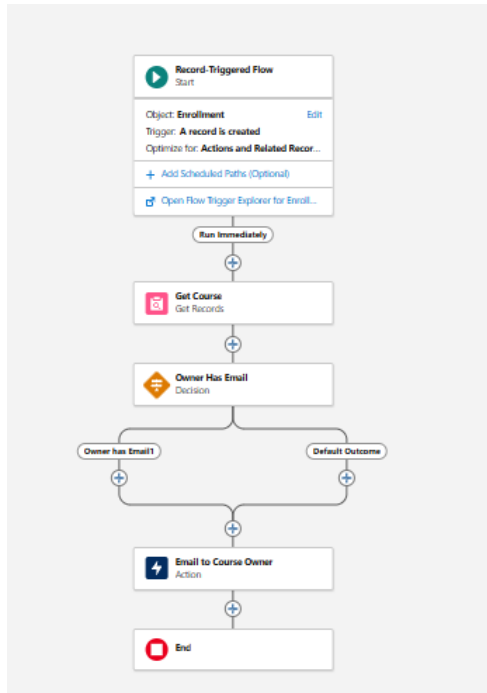 Record-Triggered Flow
Start
Object: Enrollment Edit
Trigger: A record is created
Optimize for: Actions and Related Recor...
+ Add Scheduled Paths (Optional)
Open Flow Trigger Explorer for Enroll...
Run Immediately
Get Course
Get Records
Owner Has Email
Decision
Owner has Email1 Default Outcome
Email to Course Owner
Action
End